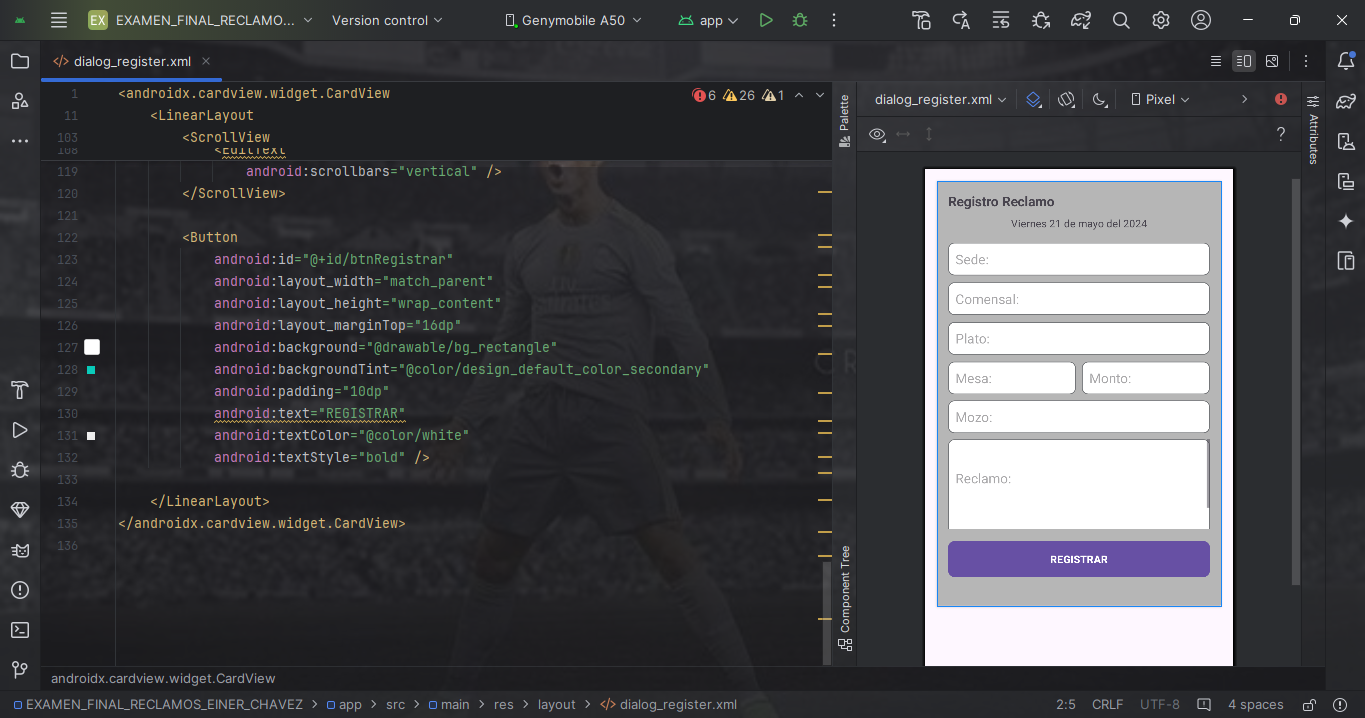 EX EXAMEN_FINAL_RECLAMO... Version control Genymobile A50 app
dialog_register.xml
1 <androidx.cardview.widget.CardView 6 26 1
11 <LinearLayout
103 <ScrollView
108 <EditText
119 android:scrollbars="vertical" />
120 </ScrollView>
121
122 <Button
123 android:id="@+id/btnRegistrar"
124 android:layout_width="match_parent"
125 android:layout_height="wrap_content"
126 android:layout_marginTop="16dp"
127 android:background="@drawable/bg_rectangle"
128 android:backgroundTint="@color/design_default_color_secondary"
129 android:padding="10dp"
130 android:text="REGISTRAR"
131 android:textColor="@color/white"
132 android:textStyle="bold" />
133
134 </LinearLayout>
135 </androidx.cardview.widget.CardView>
136
Palette
Component Tree
dialog_register.xml Pixel
?
Attributes
Registro Reclamo
Viernes 21 de mayo del 2024
Sede:
Comensal:
Plato:
Mesa: Monto:
Mozo:
Reclamo:
REGISTRAR
androidx.cardview.widget.CardView
EXAMEN_FINAL_RECLAMOS_EINER_CHAVEZ > app > src > main > res > layout > dialog_register.xml 2:5 CRLF UTF-8 4 spaces